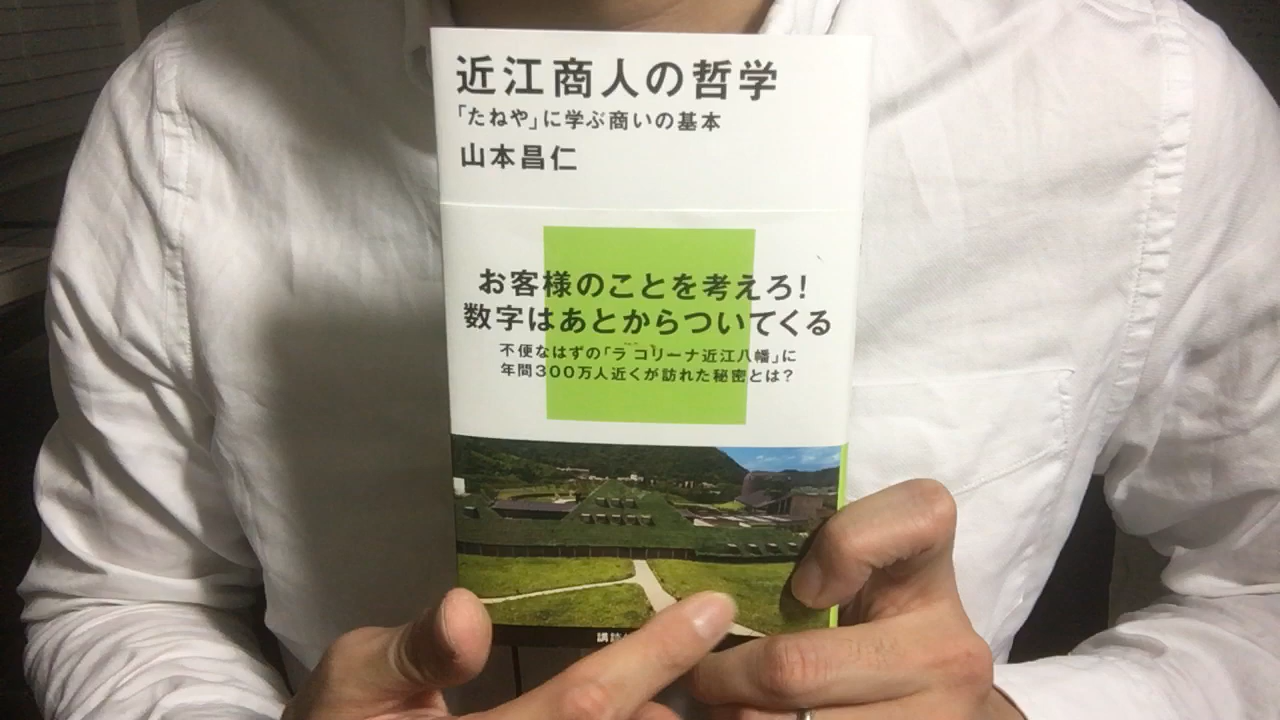 近江商人の哲学
「たねや」に学ぶ商いの基本
山本昌仁
お客様のことを考えろ!
数字はあとからついてくる
不便なはずの「ラ コリーナ近江八幡」に
年間300万人近くが訪れた秘密とは?